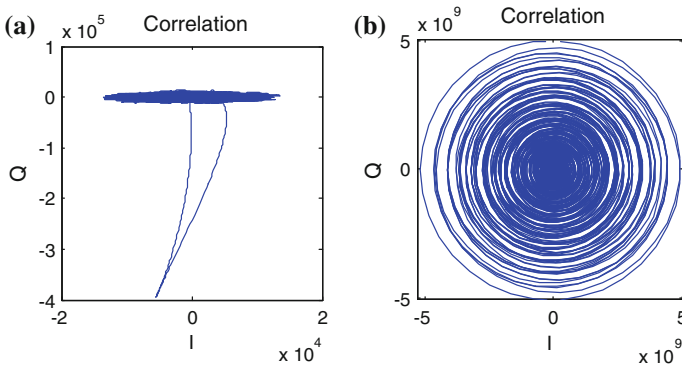 (a)
Correlation
x 10^5
1
0
-1
-2
-3
-4
Q
-2 0 2 4
I
x 10^4
(b)
Correlation
x 10^9
5
0
-5
Q
-5 0 5
I
x 10^9